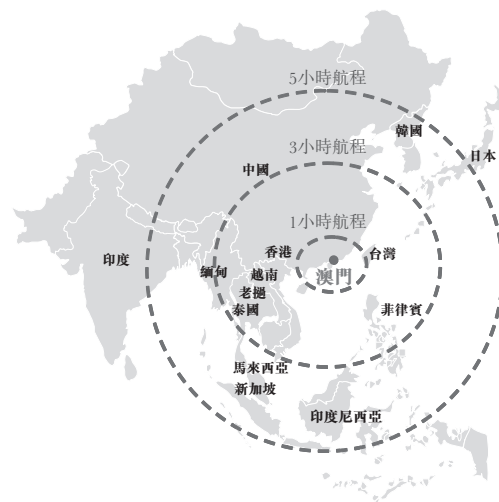 5小時航程
韓國
3小時航程
日本
中國
1小時航程
香港
台灣
印度
緬甸
越南
澳門
老撾
泰國
菲律賓
馬來西亞
新加坡
印度尼西亞